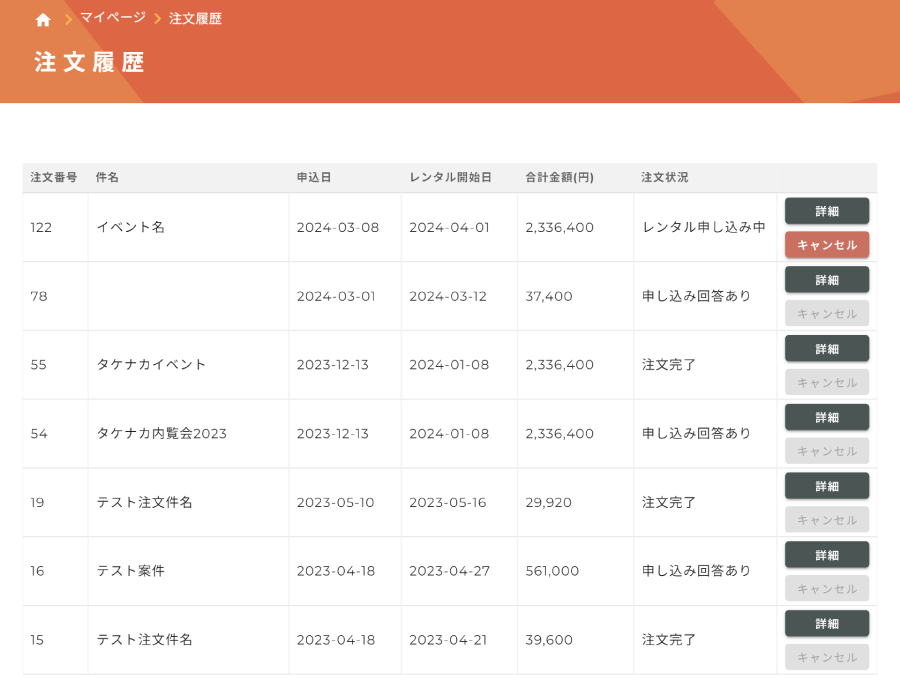 マイページ 注文履歴
注文履歴
注文番号 件名 申込日 レンタル開始日 合計金額(円) 注文状況
122 イベント名 2024-03-08 2024-04-01 2,336,400 レンタル申し込み中 詳細
キャンセル
78 2024-03-01 2024-03-12 37,400 申し込み回答あり 詳細
キャンセル
55 タケナカイベント 2023-12-13 2024-01-08 2,336,400 注文完了 詳細
キャンセル
54 タケナカ内覧会2023 2023-12-13 2024-01-08 2,336,400 申し込み回答あり 詳細
キャンセル
19 テスト注文件名 2023-05-10 2023-05-16 29,920 注文完了 詳細
キャンセル
16 テスト案件 2023-04-18 2023-04-27 561,000 申し込み回答あり 詳細
キャンセル
15 テスト注文件名 2023-04-18 2023-04-21 39,600 注文完了 詳細
キャンセル